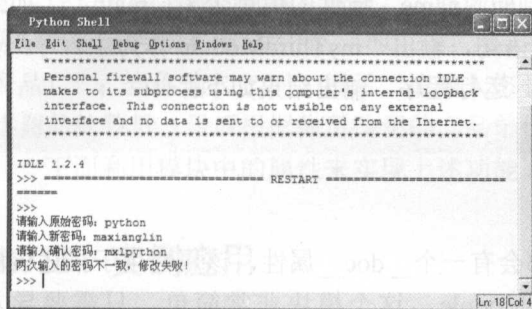 Python Shell
File Edit Shell Debug Options Windows Help
****************************************************************
Personal firewall software may warn about the connection IDLE
makes to its subprocess using this computer's internal loopback
interface. This connection is not visible on any external
interface and no data is sent to or received from the Internet.
****************************************************************
IDLE 1.2.4
>>> ================================ RESTART ================================
>>>
请输入原始密码: python
请输入新密码: maxianglin
请输入确认密码: mxlpython
两次输入的密码不一致, 修改失败!
>>>
Ln: 18 Col: 4